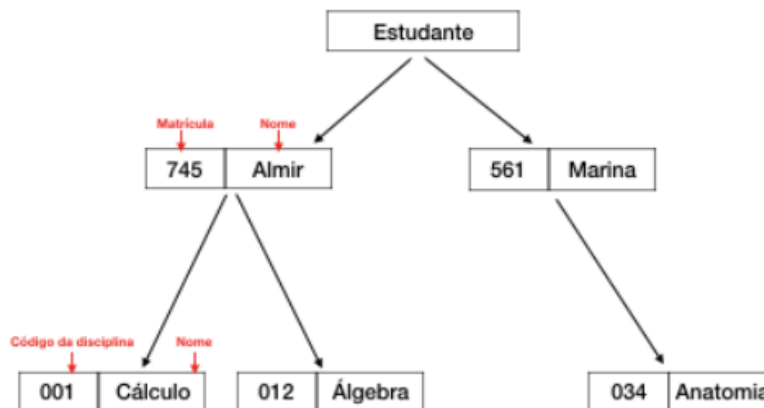 Estudante
Matrícula Nome
745 Almir
561 Marina
Código da disciplina Nome
001 Cálculo
012 Álgebra
034 Anatomia